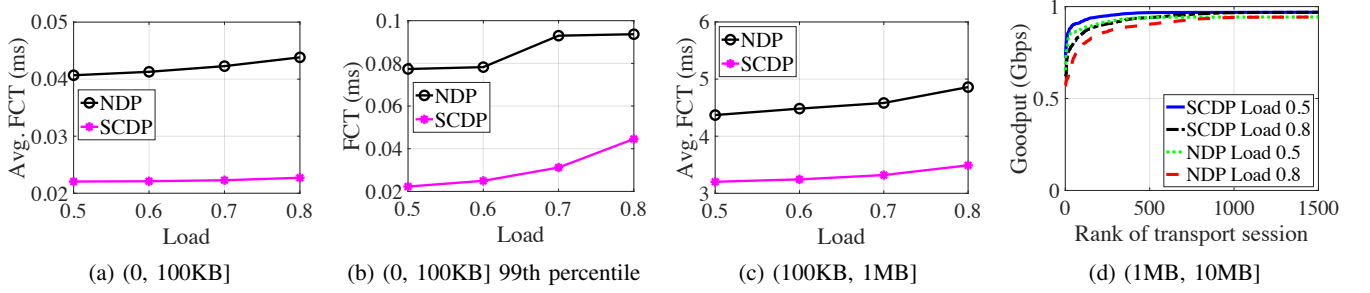 0.05
0.04
0.03
0.02
Avg. FCT (ms)
NDP
SCDP
0.5 0.6 0.7 0.8
Load
(a) (0, 100KB]
0.1
0.08
0.06
0.04
0.02
FCT (ms)
NDP
SCDP
0.5 0.6 0.7 0.8
Load
(b) (0, 100KB] 99th percentile
6
5
4
3
Avg. FCT (ms)
NDP
SCDP
0.5 0.6 0.7 0.8
Load
(c) (100KB, 1MB]
1
0.5
0
Goodput (Gbps)
SCDP Load 0.5
SCDP Load 0.8
NDP Load 0.5
NDP Load 0.8
0 500 1000 1500
Rank of transport session
(d) (1MB, 10MB]